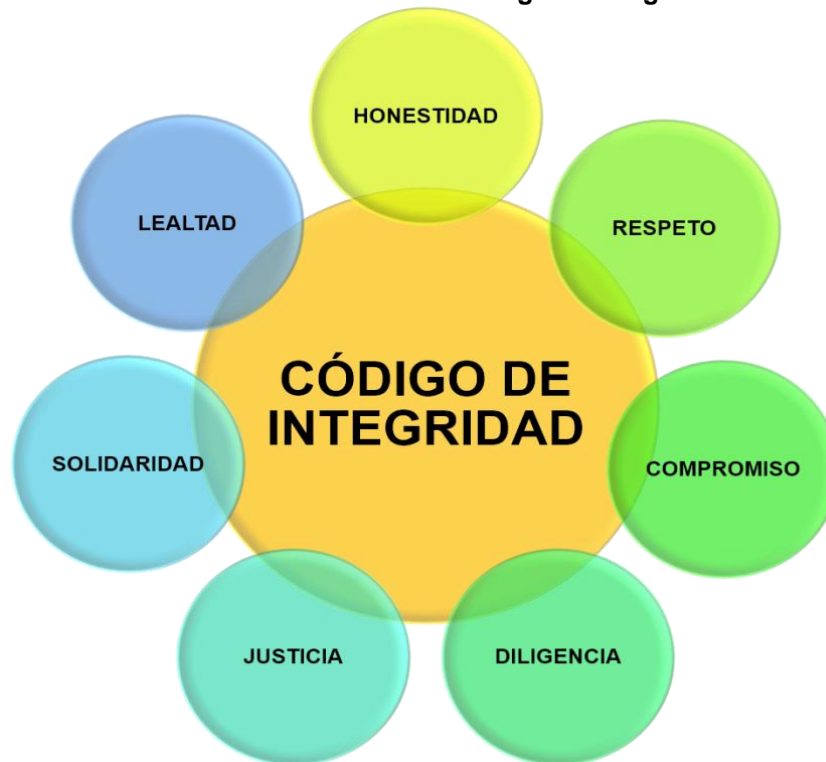 HONESTIDAD
LEALTAD
RESPETO
CÓDIGO DE
INTEGRIDAD
SOLIDARIDAD
COMPROMISO
JUSTICIA
DILIGENCIA